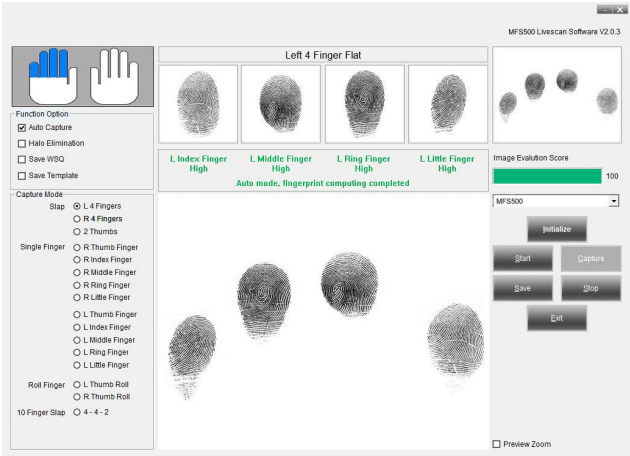 MFS500 Livescan Software V2.0.3
Left 4 Finger Flat
Function Option
Auto Capture
Halo Elimination
Save WSQ
Save Template
L Index Finger
High
L Middle Finger
High
L Ring Finger
High
L Little Finger
High
Auto mode, fingerprint computing completed
Image Evalution Score
100
MFS500
Initialize
Start
Capture
Save
Stop
Exit
Capture Mode
Slap
L 4 Fingers
R 4 Fingers
2 Thumbs
Single Finger
R Thumb Finger
R Index Finger
R Middle Finger
R Ring Finger
R Little Finger
L Thumb Finger
L Index Finger
L Middle Finger
L Ring Finger
L Little Finger
Roll Finger
L Thumb Roll
R Thumb Roll
10 Finger Slap
4 - 4 - 2
Preview Zoom